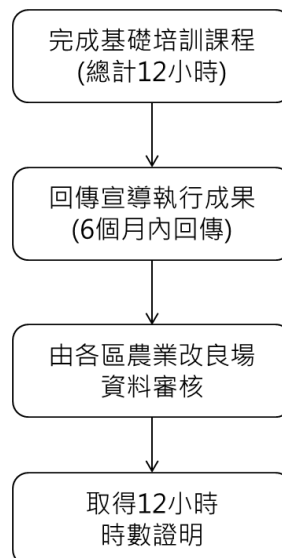 完成基礎培訓課程
(總計12小時)
回傳宣導執行成果
(6個月內回傳)
由各區農業改良場
資料審核
取得12小時
時數證明